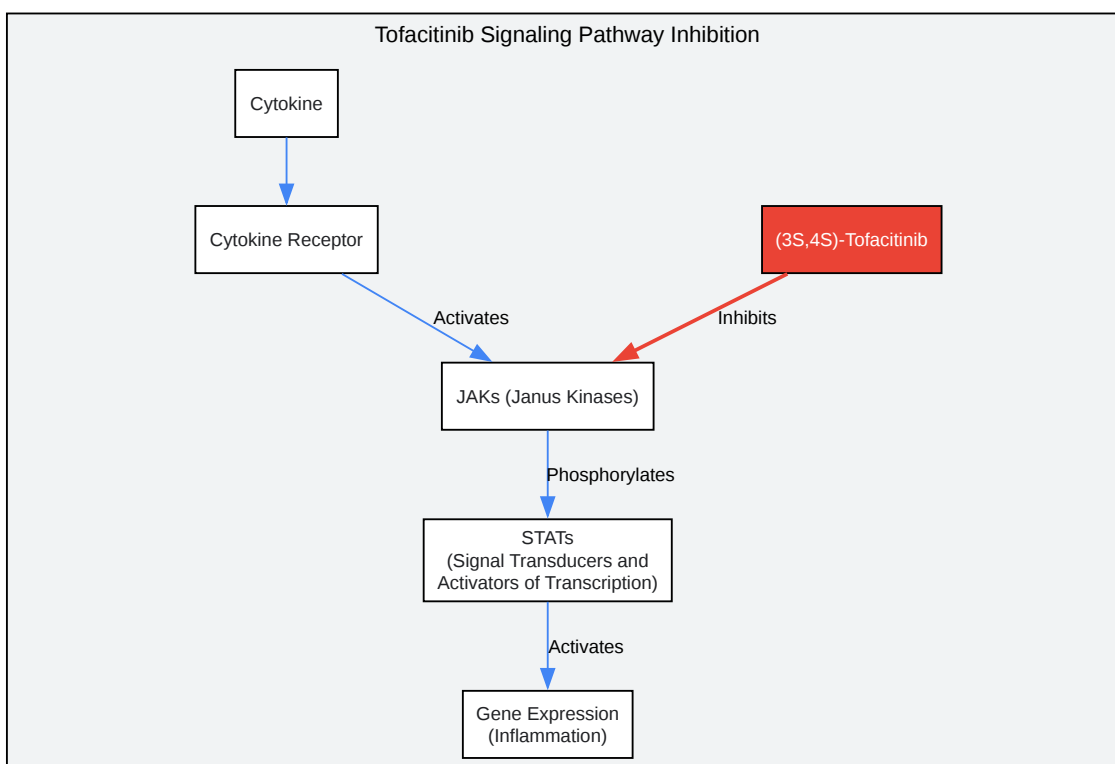 Tofacitinib Signaling Pathway Inhibition
Cytokine
Cytokine Receptor
(3S,4S)-Tofacitinib
Activates
Inhibits
JAKs (Janus Kinases)
Phosphorylates
STATs
(Signal Transducers and
Activators of Transcription)
Activates
Gene Expression
(Inflammation)